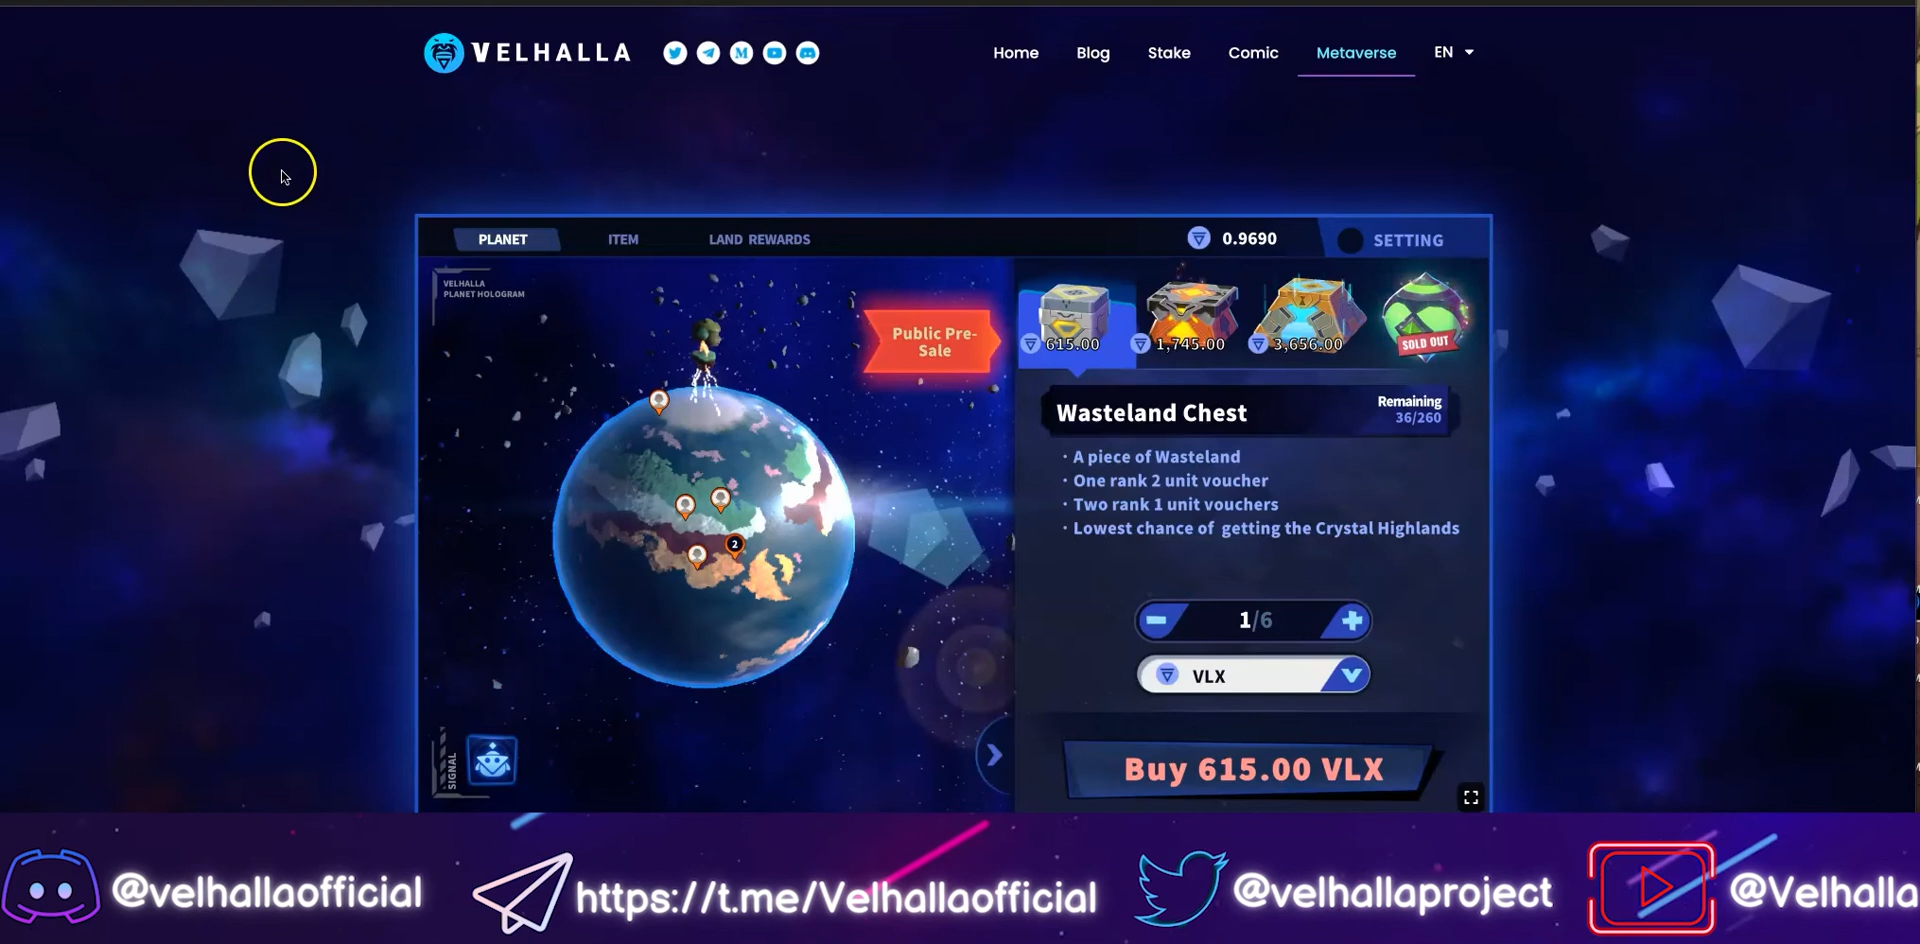 VELHALLA
Home Blog Stake Comic Metaverse EN
PLANET ITEM LAND REWARDS 0.9690 SETTING
VELHALLA
PLANET HOLOGRAM
Public Pre-
Sale
615.00 1,745.00 3,656.00 SOLD OUT
Wasteland Chest
Remaining
36/260
· A piece of Wasteland
· One rank 2 unit voucher
· Two rank 1 unit vouchers
· Lowest chance of getting the Crystal Highlands
2
1/6
VLX
SIGNAL
Buy 615.00 VLX
@velhallaofficial https://t.me/Velhallaofficial @velhallaproject @Velhalla